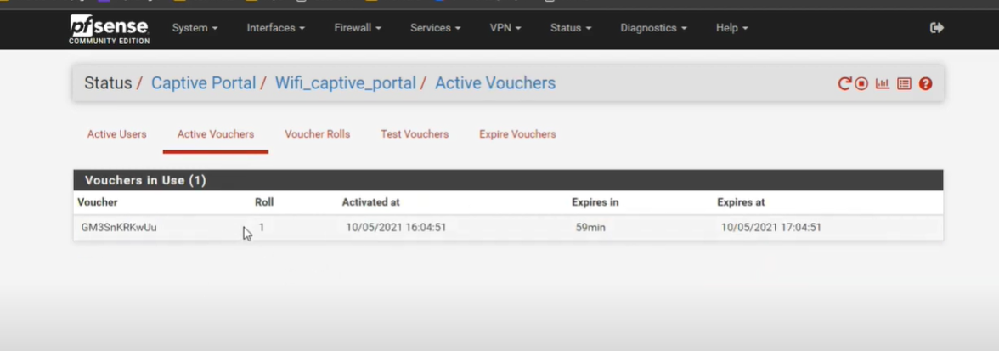 pfsense System Interfaces Firewall Services VPN Status Diagnostics Help
COMMUNITY EDITION
Status / Captive Portal / Wifi_captive_portal / Active Vouchers
Active Users Active Vouchers Voucher Rolls Test Vouchers Expire Vouchers
Vouchers in Use (1)
Voucher Roll Activated at Expires in Expires at
GM3SnKRKwUu 1 10/05/2021 16:04:51 59min 10/05/2021 17:04:51